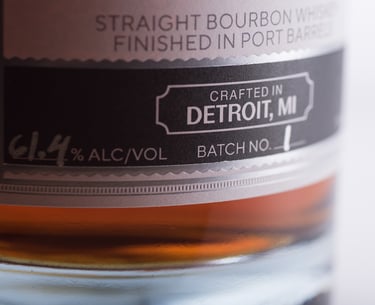 STRAIGHT BOURBON WHISKEY
FINISHED IN PORT BARRELS
CRAFTED IN
DETROIT, MI
61.4 % ALC/VOL BATCH NO. 1